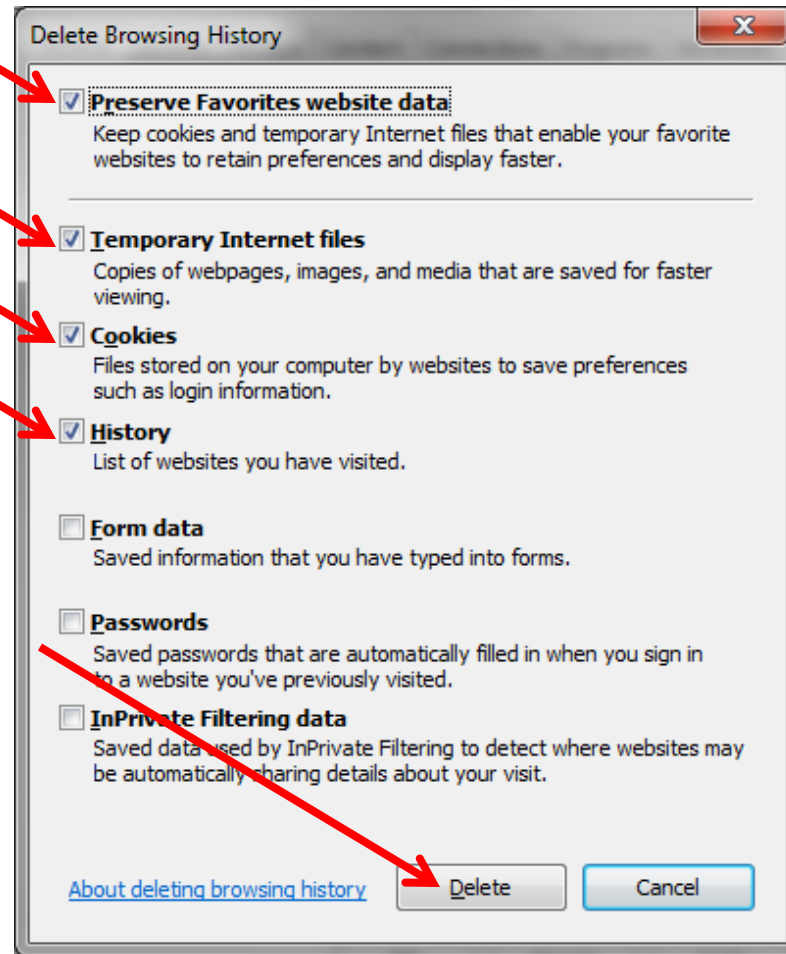 Delete Browsing History
Preserve Favorites website data
Keep cookies and temporary Internet files that enable your favorite
websites to retain preferences and display faster.
Temporary Internet files
Copies of webpages, images, and media that are saved for faster
viewing.
Cookies
Files stored on your computer by websites to save preferences
such as login information.
History
List of websites you have visited.
Form data
Saved information that you have typed into forms.
Passwords
Saved passwords that are automatically filled in when you sign in
to a website you've previously visited.
InPrivate Filtering data
Saved data used by InPrivate Filtering to detect where websites may
be automatically sharing details about your visit.
About deleting browsing history Delete Cancel